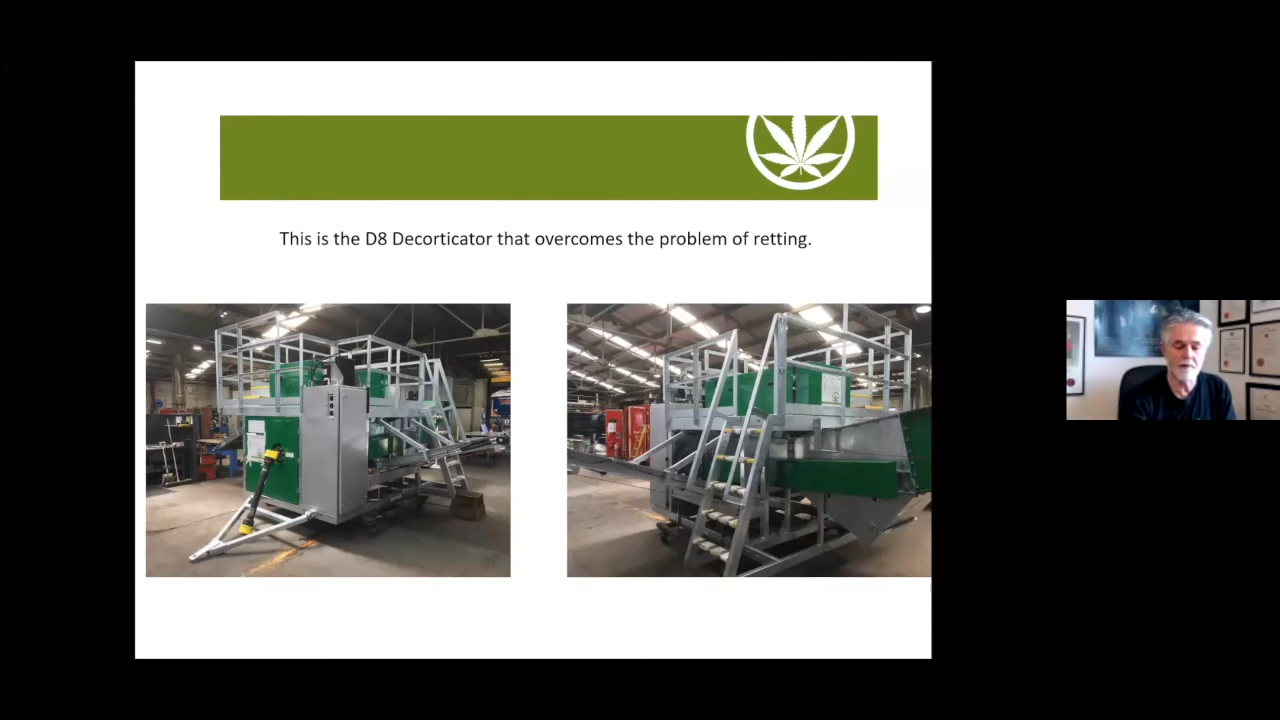 This is the D8 Decorticator that overcomes the problem of retting.